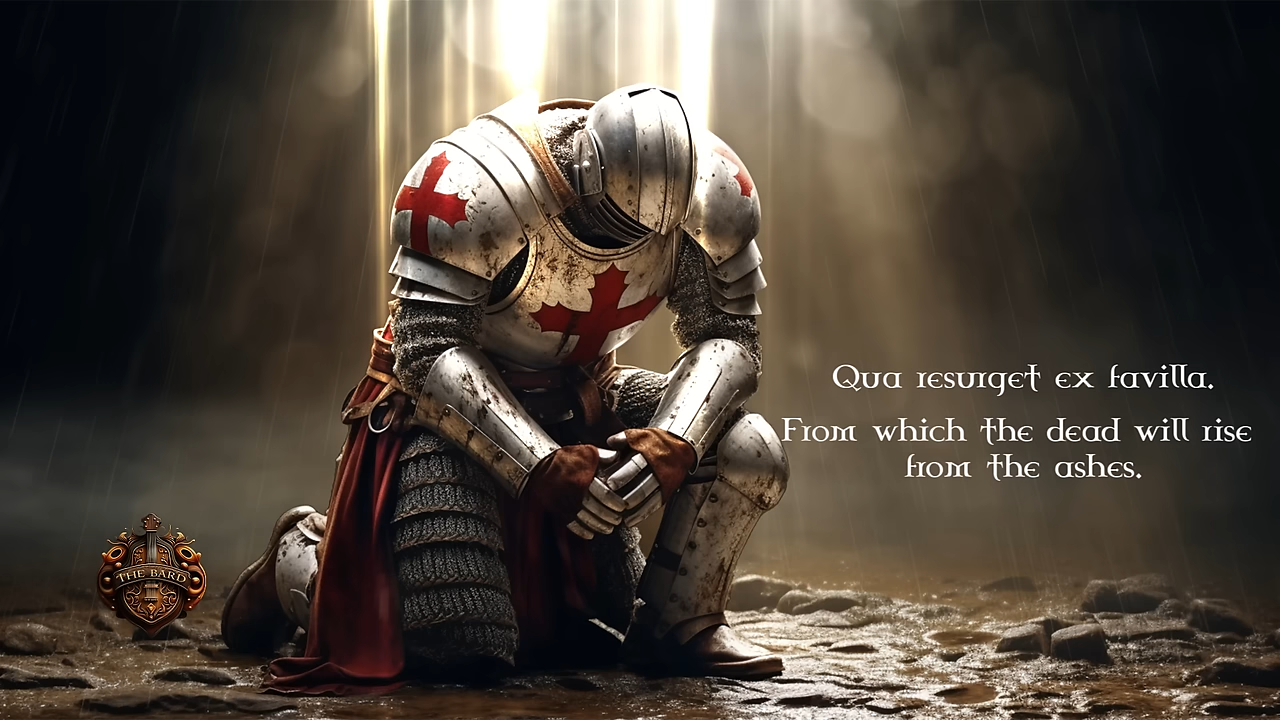 THE BARD
Qua resurget ex favilla.
From which the dead will rise
from the ashes.